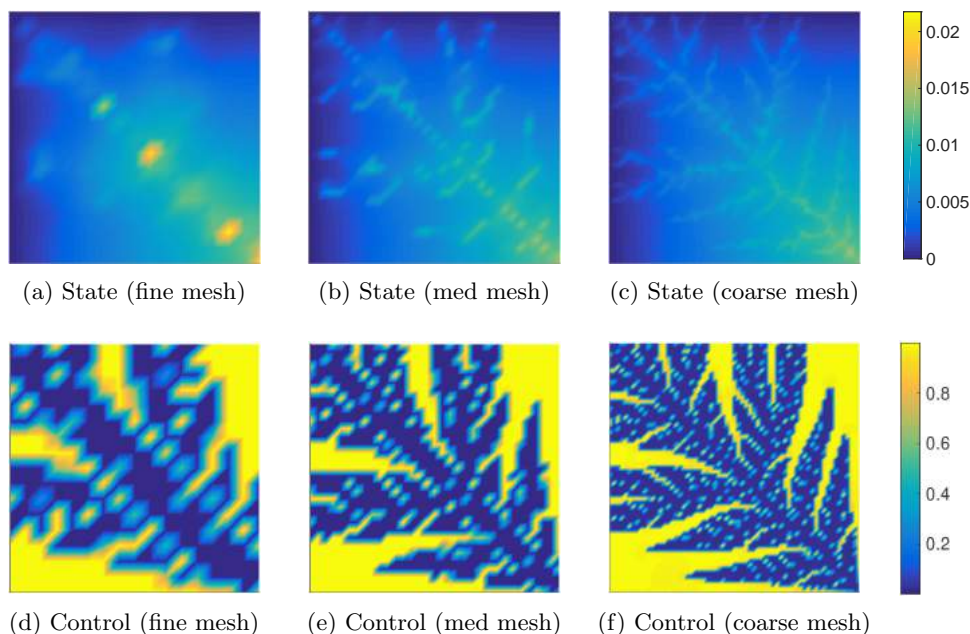 0.02
0.015
0.01
0.005
0
(a) State (fine mesh)
(b) State (med mesh)
(c) State (coarse mesh)
0.8
0.6
0.4
0.2
(d) Control (fine mesh)
(e) Control (med mesh)
(f) Control (coarse mesh)